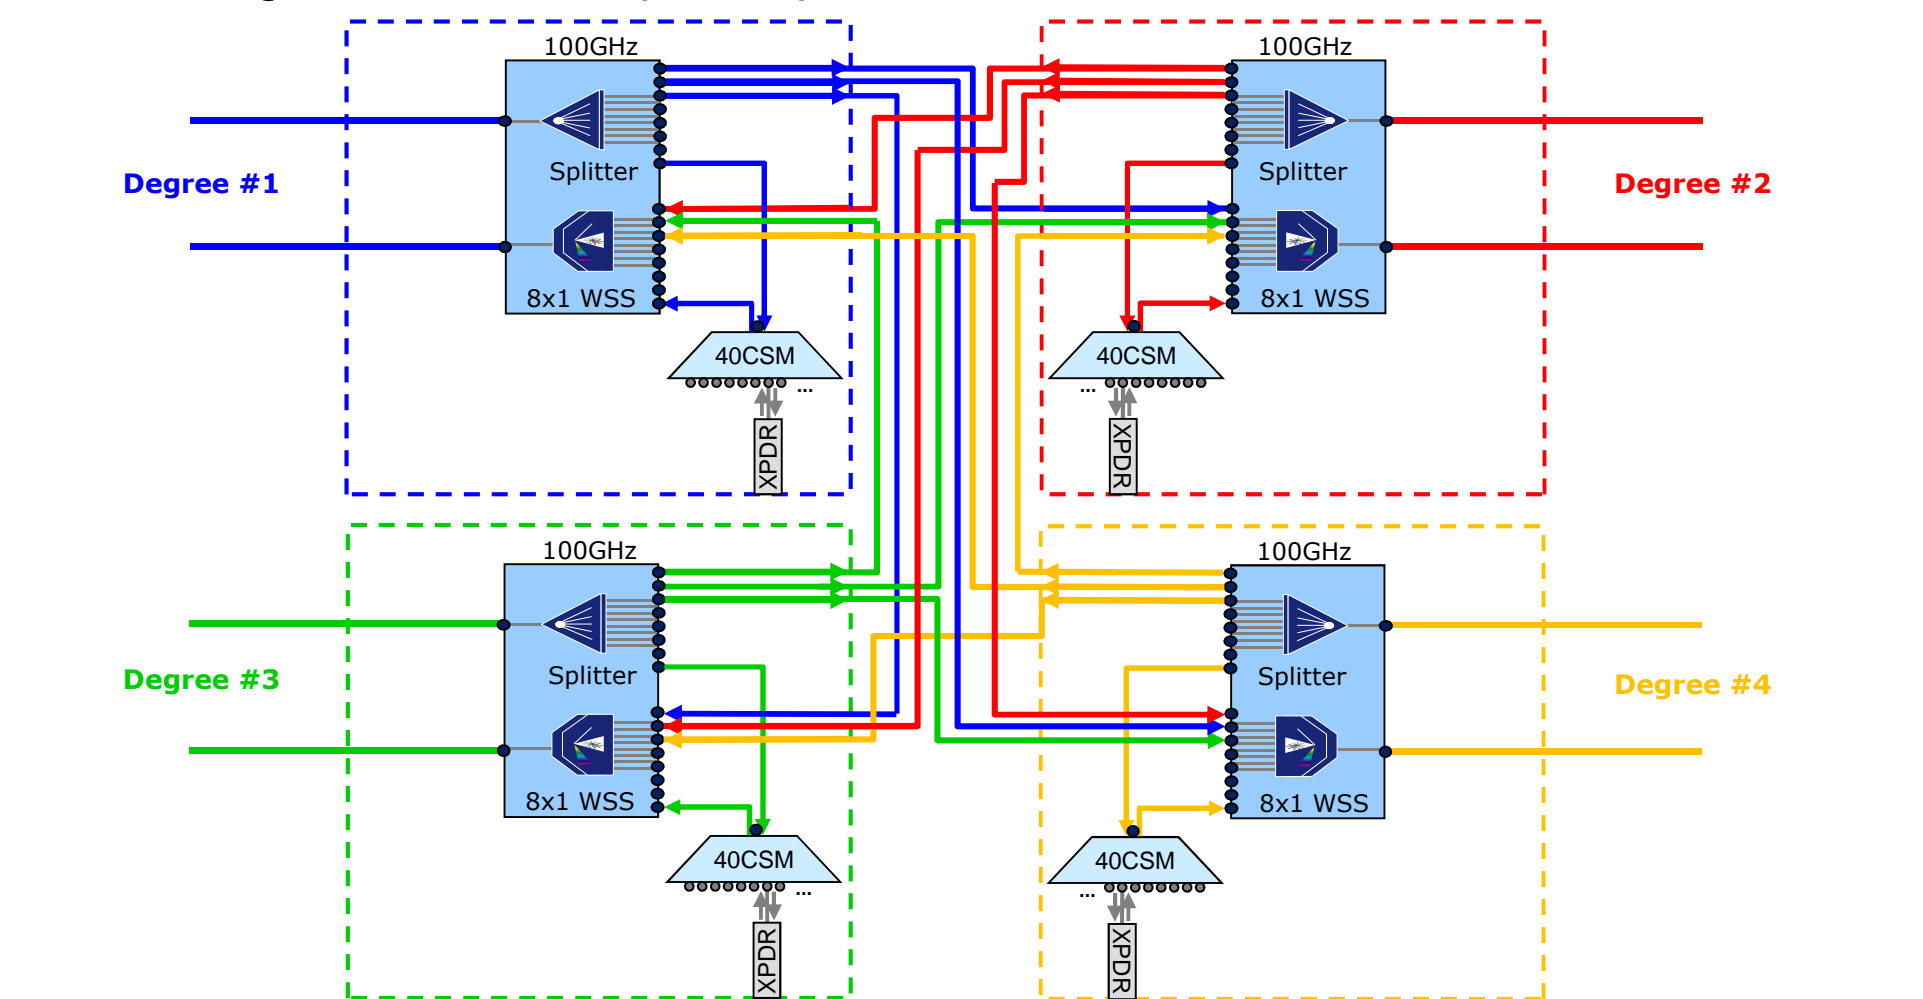 100GHz
Splitter
8x1 WSS
40CSM
...
XPDR
Degree #1
100GHz
Splitter
8x1 WSS
40CSM
...
XPDR
Degree #2
100GHz
Splitter
8x1 WSS
40CSM
...
XPDR
Degree #3
100GHz
Splitter
8x1 WSS
40CSM
...
XPDR
Degree #4